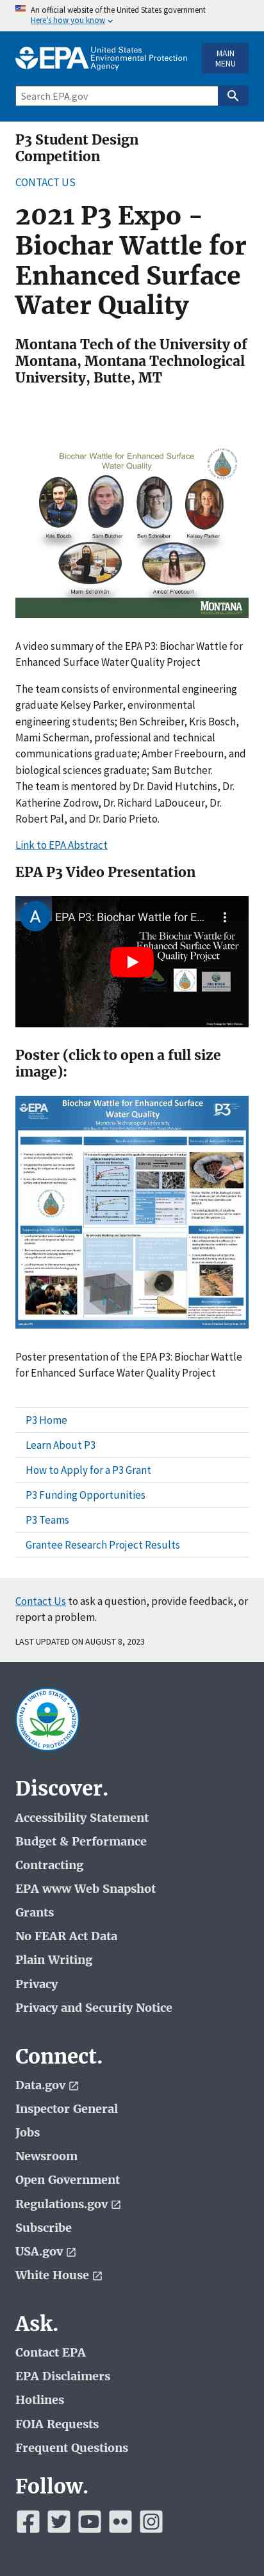 An official website of the United States government
Here's how you know
EPA United States
Environmental Protection
Agency
MAIN
MENU
Search EPA.gov
P3 Student Design
Competition
CONTACT US
2021 P3 Expo -
Biochar Wattle for
Enhanced Surface
Water Quality
Montana Tech of the University of
Montana, Montana Technological
University, Butte, MT
Biochar Wattle for Enhanced Surface
Water Quality
Kris Bosch
Sam Butcher
Ben Schreiber
Kelsey Parker
Marni Scherman
Amber Freebourn
MONTANA
A video summary of the EPA P3: Biochar Wattle for
Enhanced Surface Water Quality Project
The team consists of environmental engineering
graduate Kelsey Parker, environmental
engineering students; Ben Schreiber, Kris Bosch,
Mami Scherman, professional and technical
communications graduate; Amber Freebourn, and
biological sciences graduate; Sam Butcher.
The team is mentored by Dr. David Hutchins, Dr.
Katherine Zodrow, Dr. Richard LaDouceur, Dr.
Robert Pal, and Dr. Dario Prieto.
Link to EPA Abstract
EPA P3 Video Presentation
A EPA P3: Biochar Wattle for E...
The Biochar Wattle for
Enhanced Surface Water
Quality Project
Poster (click to open a full size
image):
EPA
Biochar Wattle for Enhanced Surface
Water Quality
Montana Technological University
P3
Poster presentation of the EPA P3: Biochar Wattle
for Enhanced Surface Water Quality Project
P3 Home
Learn About P3
How to Apply for a P3 Grant
P3 Funding Opportunities
P3 Teams
Grantee Research Project Results
Contact Us to ask a question, provide feedback, or
report a problem.
LAST UPDATED ON AUGUST 8, 2023
UNITED STATES
ENVIRONMENTAL PROTECTION AGENCY
Discover.
Accessibility Statement
Budget & Performance
Contracting
EPA www Web Snapshot
Grants
No FEAR Act Data
Plain Writing
Privacy
Privacy and Security Notice
Connect.
Data.gov
Inspector General
Jobs
Newsroom
Open Government
Regulations.gov
Subscribe
USA.gov
White House
Ask.
Contact EPA
EPA Disclaimers
Hotlines
FOIA Requests
Frequent Questions
Follow.